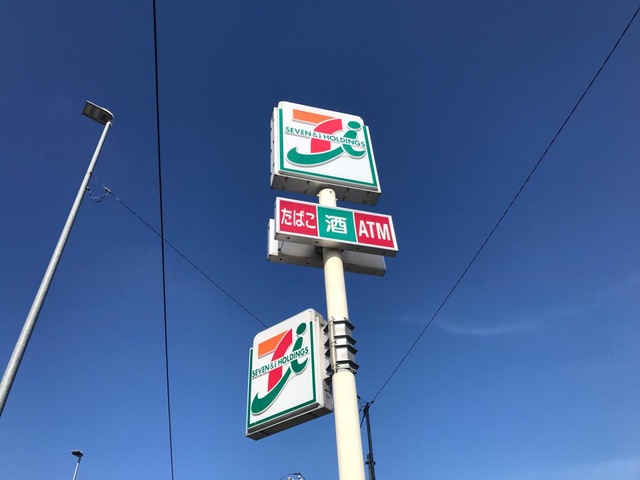 SEVEN & i HOLDINGS
たばこ 酒 ATM
SEVEN & i HOLDINGS